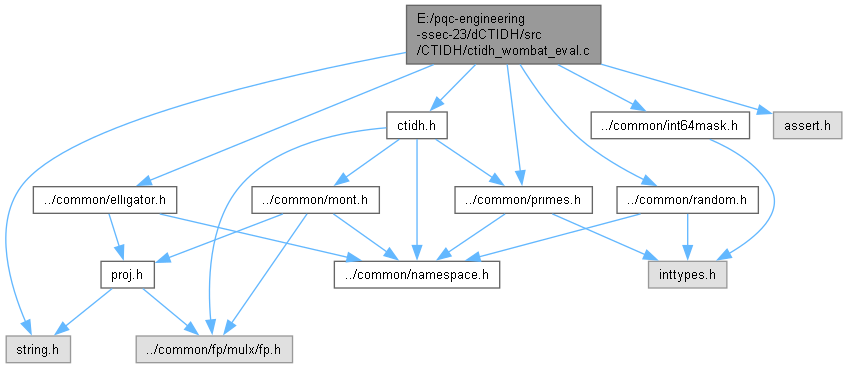 E:/pqc-engineering
-ssec-23/dCTIDH/src
/CTIDH/ctidh_wombat_eval.c
ctidh.h
../common/int64mask.h
assert.h
../common/elligator.h
../common/mont.h
../common/primes.h
../common/random.h
proj.h
../common/namespace.h
inttypes.h
string.h
../common/fp/mulx/fp.h